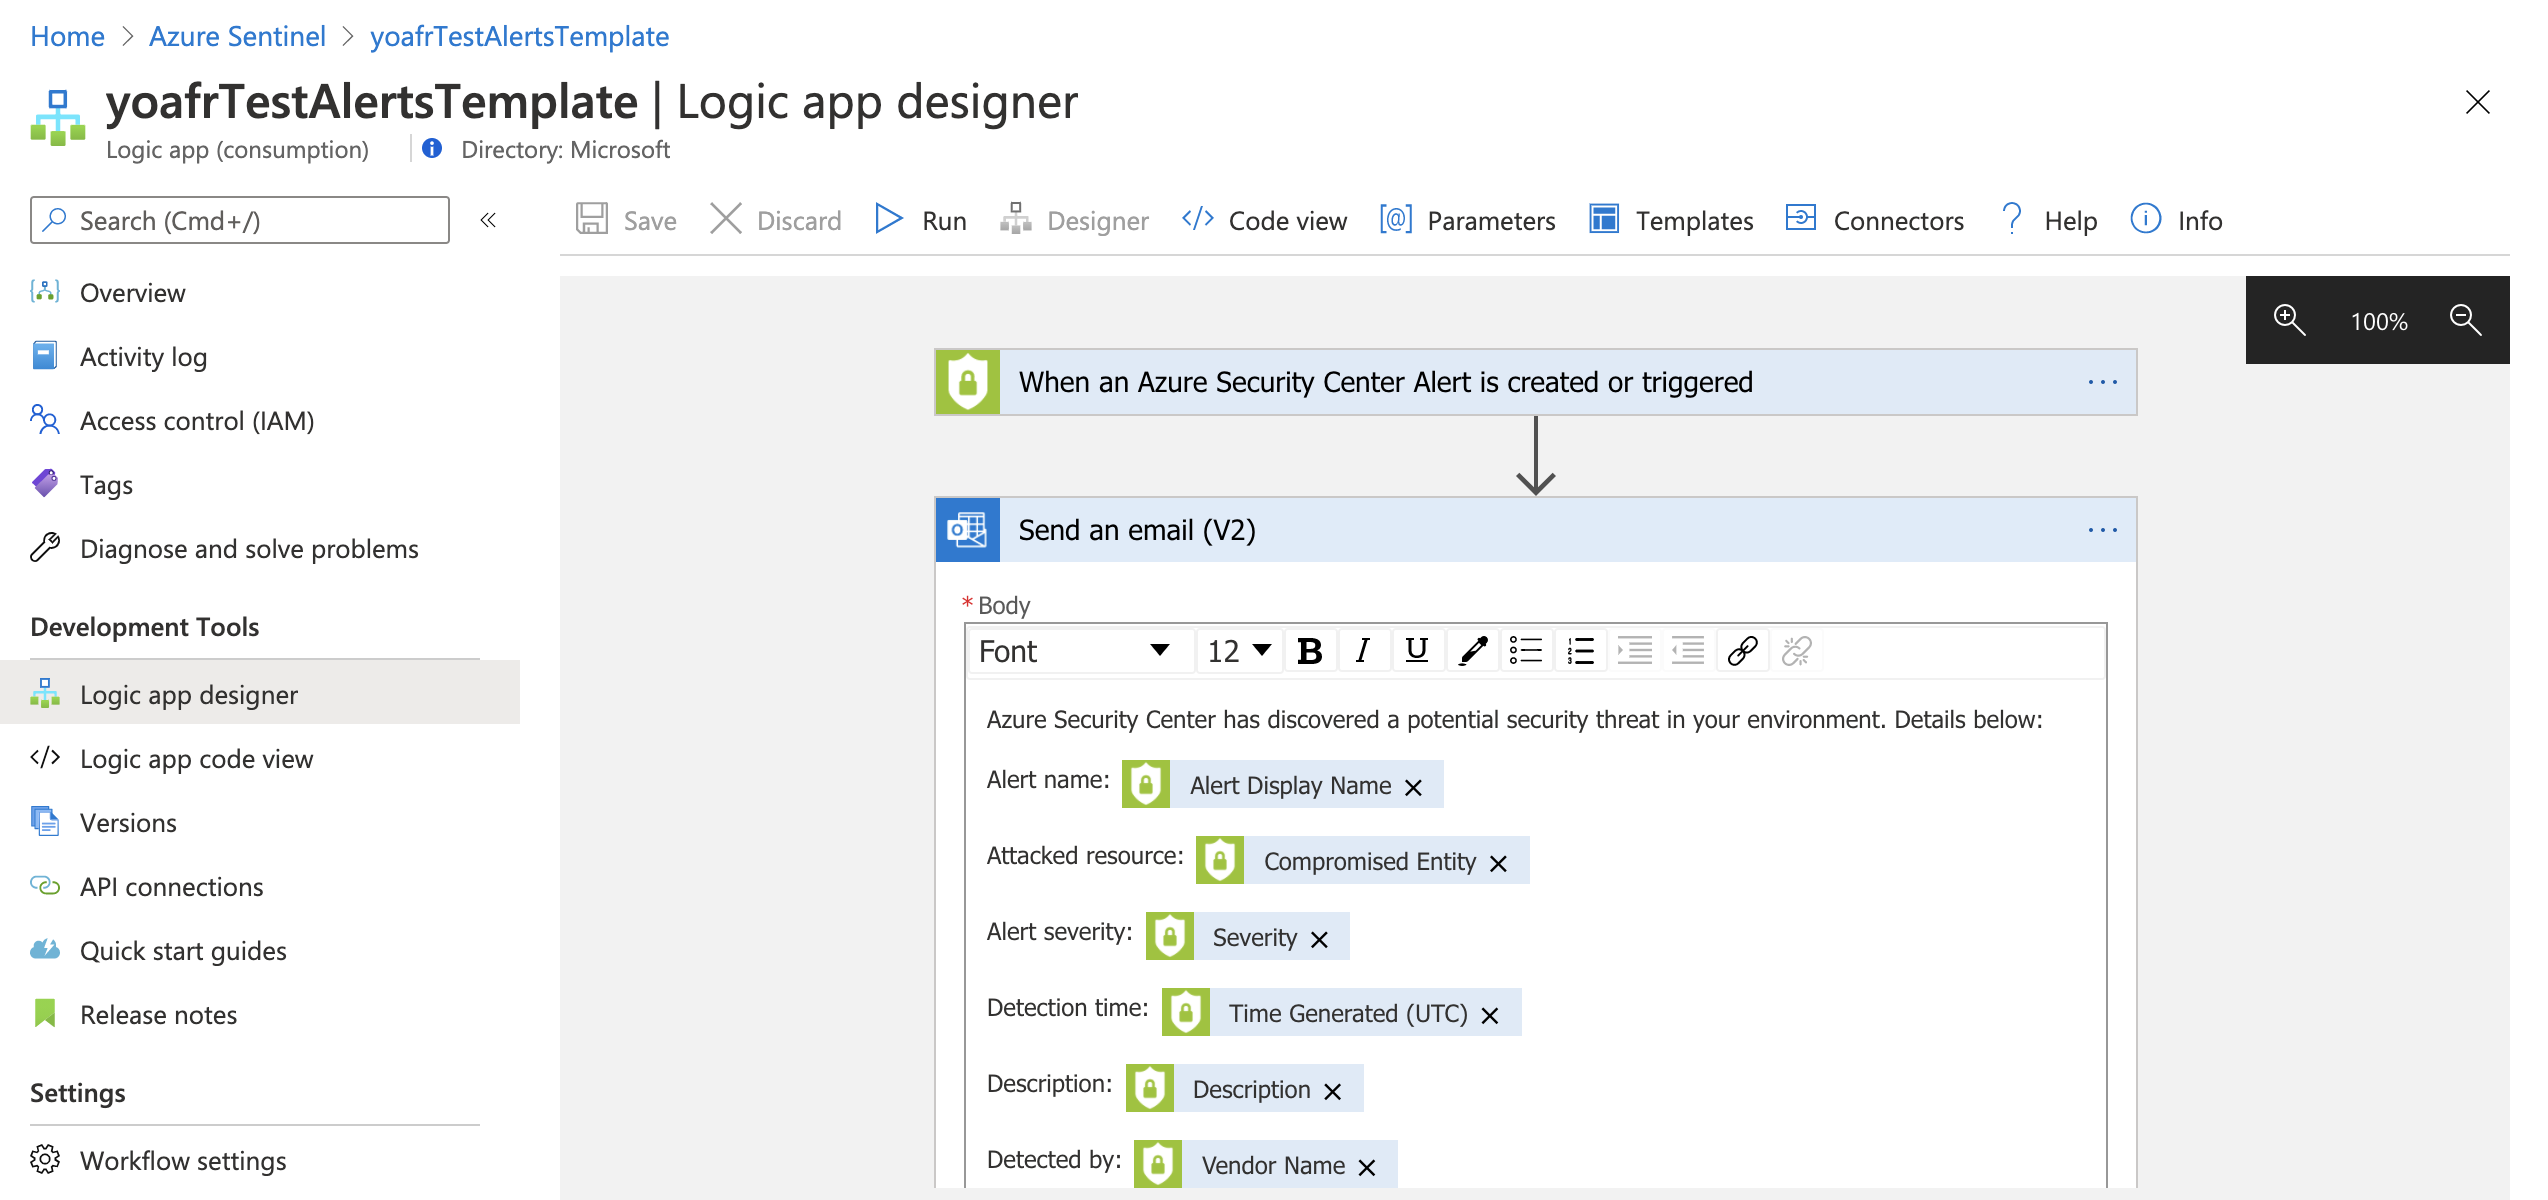 Home > Azure Sentinel > yoafrTestAlertsTemplate
yoafrTestAlertsTemplate | Logic app designer
Logic app (consumption) | Directory: Microsoft
Search (Cmd+/) «
Save Discard Run Designer Code view Parameters Templates Connectors Help Info
Overview
Activity log
Access control (IAM)
Tags
Diagnose and solve problems
Development Tools
Logic app designer
Logic app code view
Versions
API connections
Quick start guides
Release notes
Settings
Workflow settings
100%
When an Azure Security Center Alert is created or triggered ...
Send an email (V2) ...
* Body
Font 12 B I U
Azure Security Center has discovered a potential security threat in your environment. Details below:
Alert name: Alert Display Name ×
Attacked resource: Compromised Entity ×
Alert severity: Severity ×
Detection time: Time Generated (UTC) ×
Description: Description ×
Detected by: Vendor Name ×